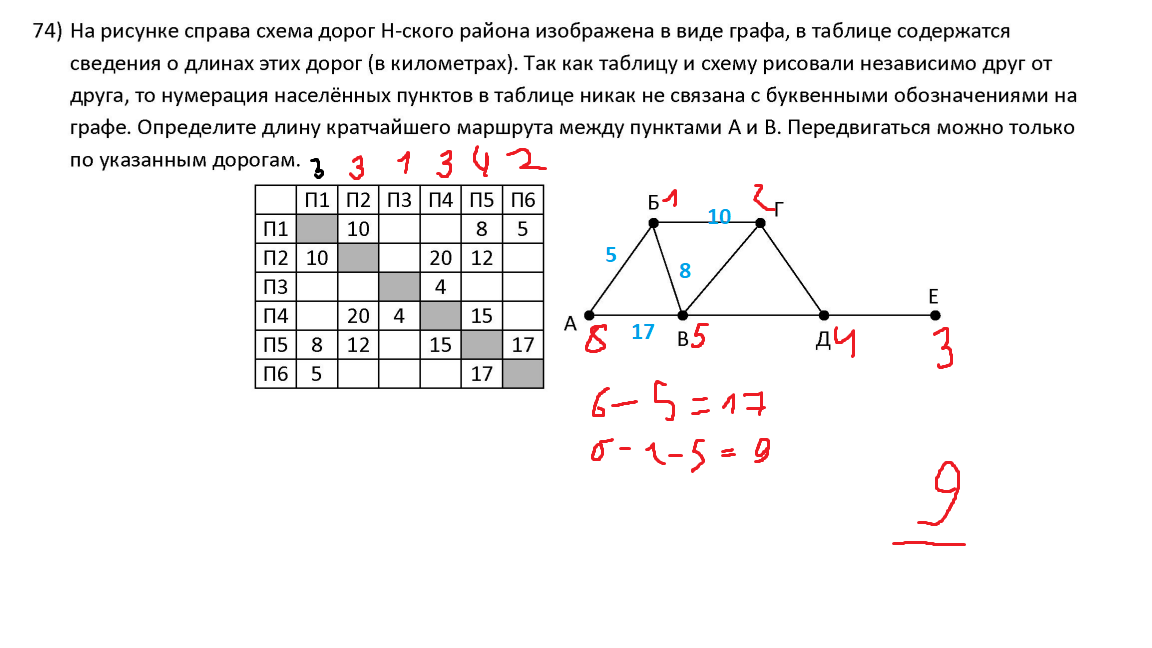 74) На рисунке справа схема дорог Н-ского района изображена в виде графа, в таблице содержатся
сведения о длинах этих дорог (в километрах). Так как таблицу и схему рисовали независимо друг от
друга, то нумерация населённых пунктов в таблице никак не связана с буквенными обозначениями на
графе. Определите длину кратчайшего маршрута между пунктами А и В. Передвигаться можно только
по указанным дорогам.
3 3 1 3 4 2
П1 П2 П3 П4 П5 П6
П1 10 8 5
П2 10 20 12
П3 4
П4 20 4 15
П5 8 12 15 17
П6 5 17
Б 1 2 Г
10
5
8
Е
А 17 В 5 Д 4
3
6 - 5 = 17
- 1 - 5 = 9
9